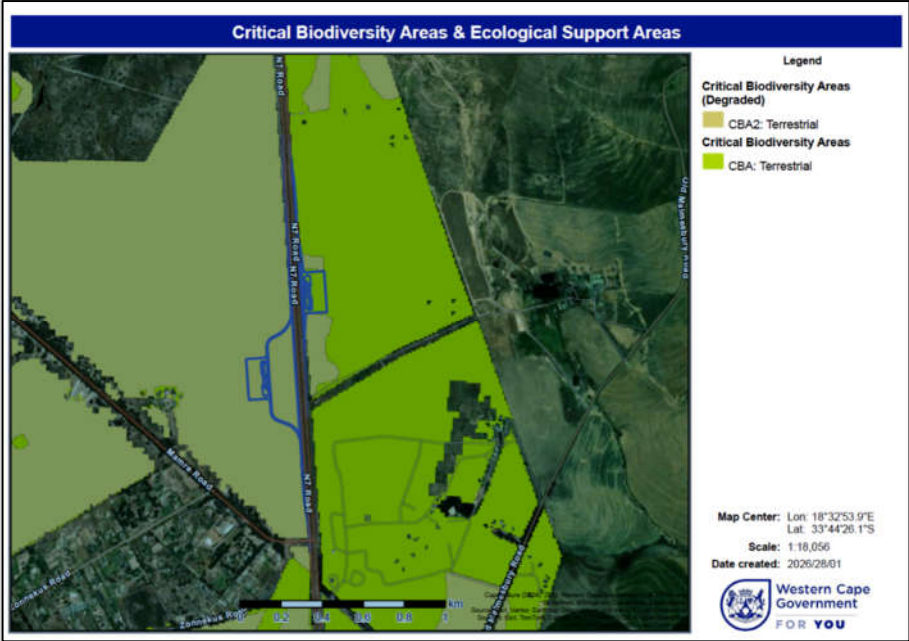 Critical Biodiversity Areas & Ecological Support Areas
Legend
Critical Biodiversity Areas
(Degraded)
CBA2: Terrestrial
Critical Biodiversity Areas
CBA: Terrestrial
N7 Road
N7 Road
N7 Road
Old Malmesbury Road
Mamre Road
N7 Road
Malmesbury Road
Road
Zonnekus
km
0 0.2 0.4 0.6 0.8 1
Map Center: Lon: 18°32'53.9"E
Lat: 33°44'26.1"S
Scale: 1:18,056
Date created: 2026/28/01
Western Cape
Government
FOR YOU